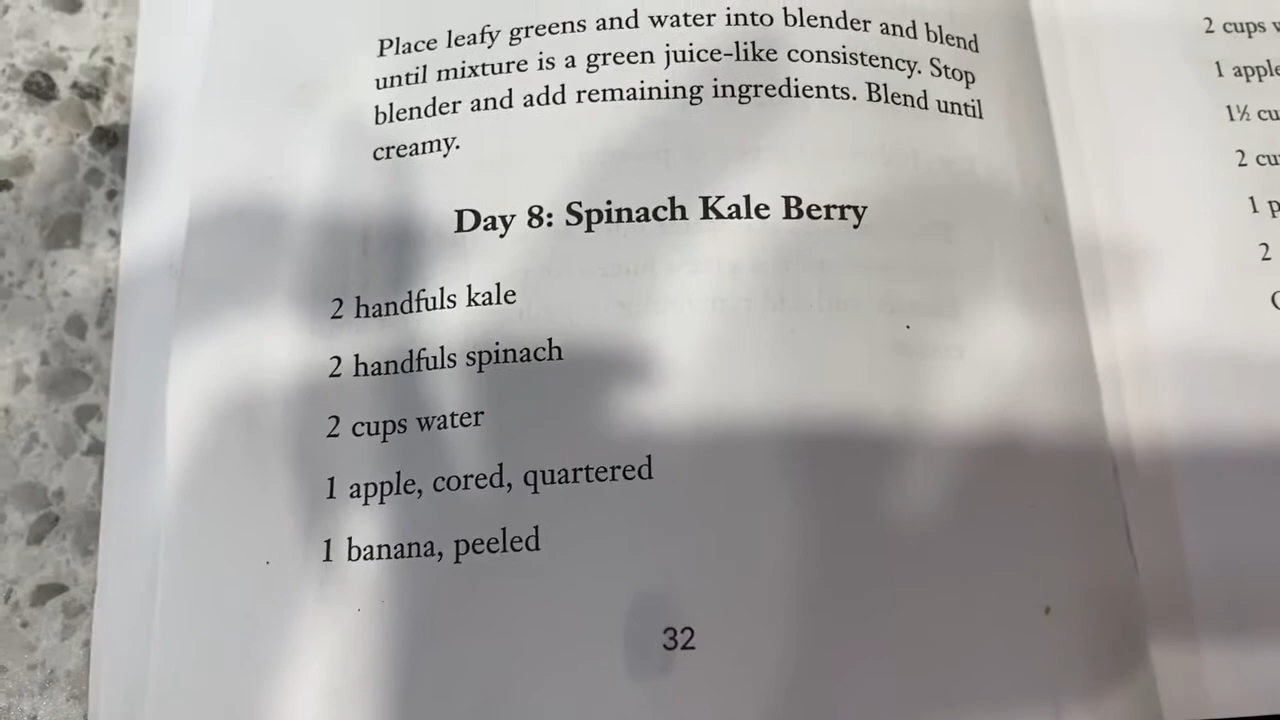 Place leafy greens and water into blender and blend
until mixture is a green juice-like consistency. Stop
blender and add remaining ingredients. Blend until
creamy.
Day 8: Spinach Kale Berry
2 handfuls kale
2 handfuls spinach
2 cups water
1 apple, cored, quartered
1 banana, peeled
32
2 cups
1 apple
1½
2
1
2